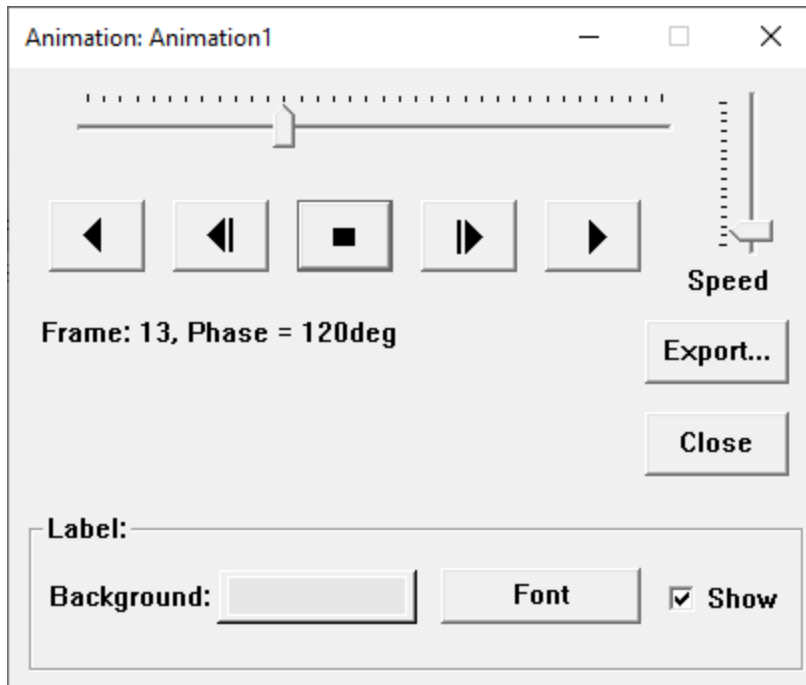 Animation: Animation1
Speed
Frame: 13, Phase = 120deg
Export...
Close
Label:
Background:
Font
Show